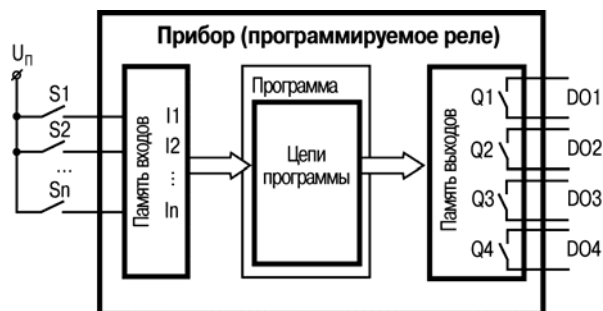 Прибор (программируемое реле)
Uп
S1
S2
...
Sn
Память входов
I1
I2
...
In
Программа
Цепи
программы
Память выходов
Q1
Q2
Q3
Q4
DO1
DO2
DO3
DO4